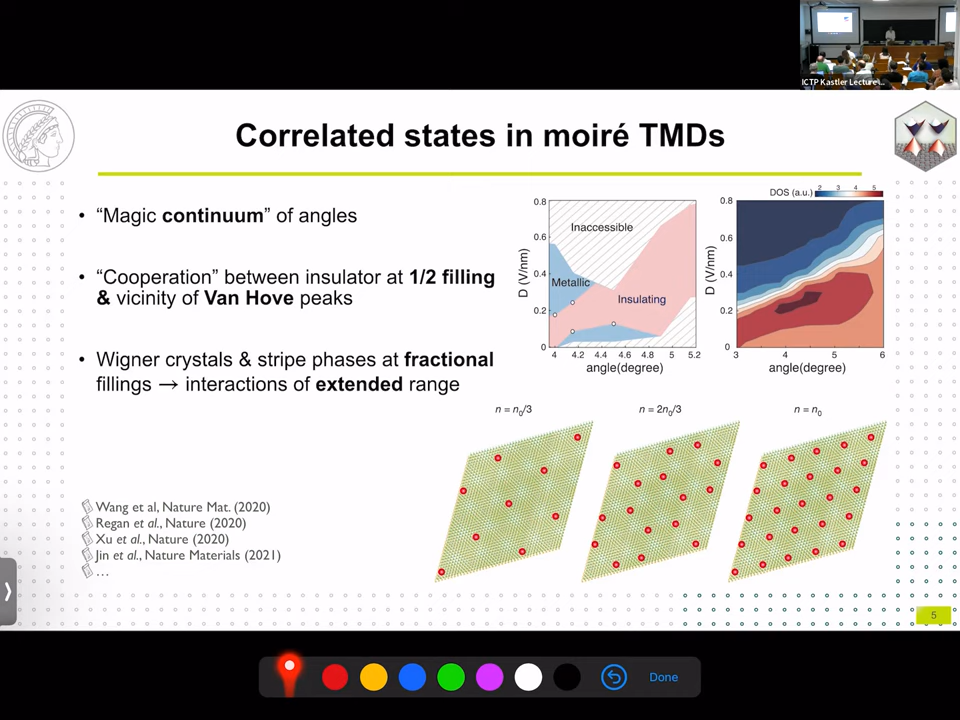 ICTP Kastler Lecture
Correlated states in moiré TMDs
• “Magic continuum” of angles
• “Cooperation” between insulator at 1/2 filling
& vicinity of Van Hove peaks
• Wigner crystals & stripe phases at fractional
fillings → interactions of extended range
Wang et al, Nature Mat. (2020)
Regan et al., Nature (2020)
Xu et al., Nature (2020)
Jin et al., Nature Materials (2021)
…
D (V/nm)
0.8
0.6
0.4
0.2
0
Inaccessible
Metallic
Insulating
4 4.2 4.4 4.6 4.8 5 5.2
angle(degree)
DOS (a.u.)
2 3 4 5
D (V/nm)
0.8
0.6
0.4
0.2
0
3 4 5 6
angle(degree)
n = n0/3
n = 2n0/3
n = n0
5
Done